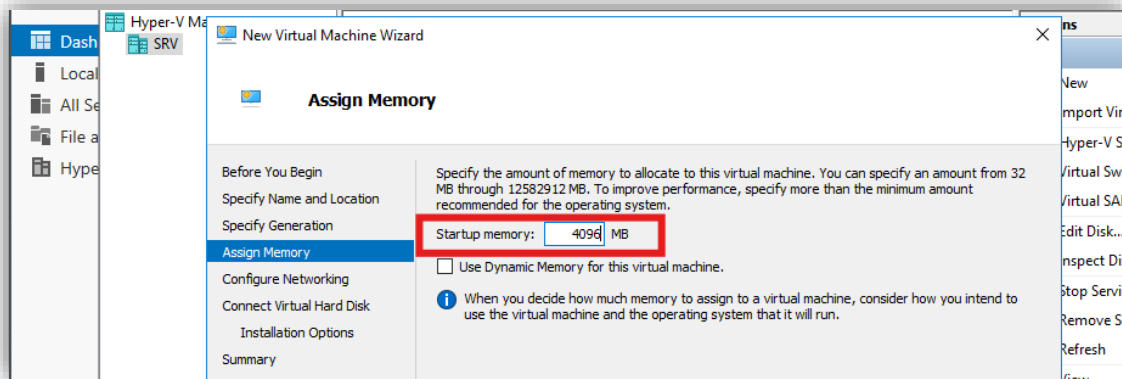 Hyper-V Ma
SRV
Dash
Local
All Se
File a
Hype
New Virtual Machine Wizard
Assign Memory
Before You Begin
Specify Name and Location
Specify Generation
Assign Memory
Configure Networking
Connect Virtual Hard Disk
Installation Options
Summary
Specify the amount of memory to allocate to this virtual machine. You can specify an amount from 32
MB through 12582912 MB. To improve performance, specify more than the minimum amount
recommended for the operating system.
Startup memory: 4096 MB
Use Dynamic Memory for this virtual machine.
When you decide how much memory to assign to a virtual machine, consider how you intend to
use the virtual machine and the operating system that it will run.
ns
New
mport Vir
Hyper-V S
Virtual Sw
Virtual SA
Edit Disk...
nspect Di
Stop Servi
Remove S
Refresh